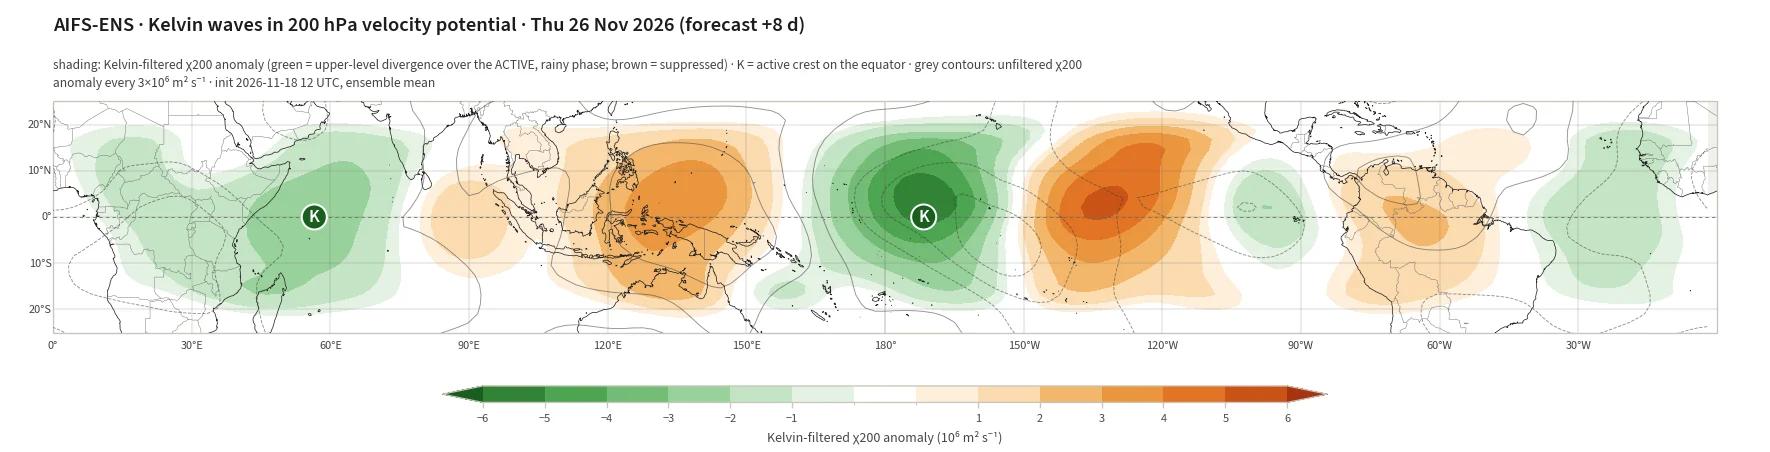 AIFS-ENS · Kelvin waves in 200 hPa velocity potential · Thu 26 Nov 2026 (forecast +8 d)
shading: Kelvin-filtered χ200 anomaly (green = upper-level divergence over the ACTIVE, rainy phase; brown = suppressed) · K = active crest on the equator · grey contours: unfiltered χ200
anomaly every 3×10⁶ m² s⁻¹ · init 2026-11-18 12 UTC, ensemble mean
20°N
10°N
0°
10°S
20°S
K
K
0°
30°E
60°E
90°E
120°E
150°E
180°
150°W
120°W
90°W
60°W
30°W
−6
−5
−4
−3
−2
−1
1
2
3
4
5
6
Kelvin-filtered χ200 anomaly (10⁶ m² s⁻¹)